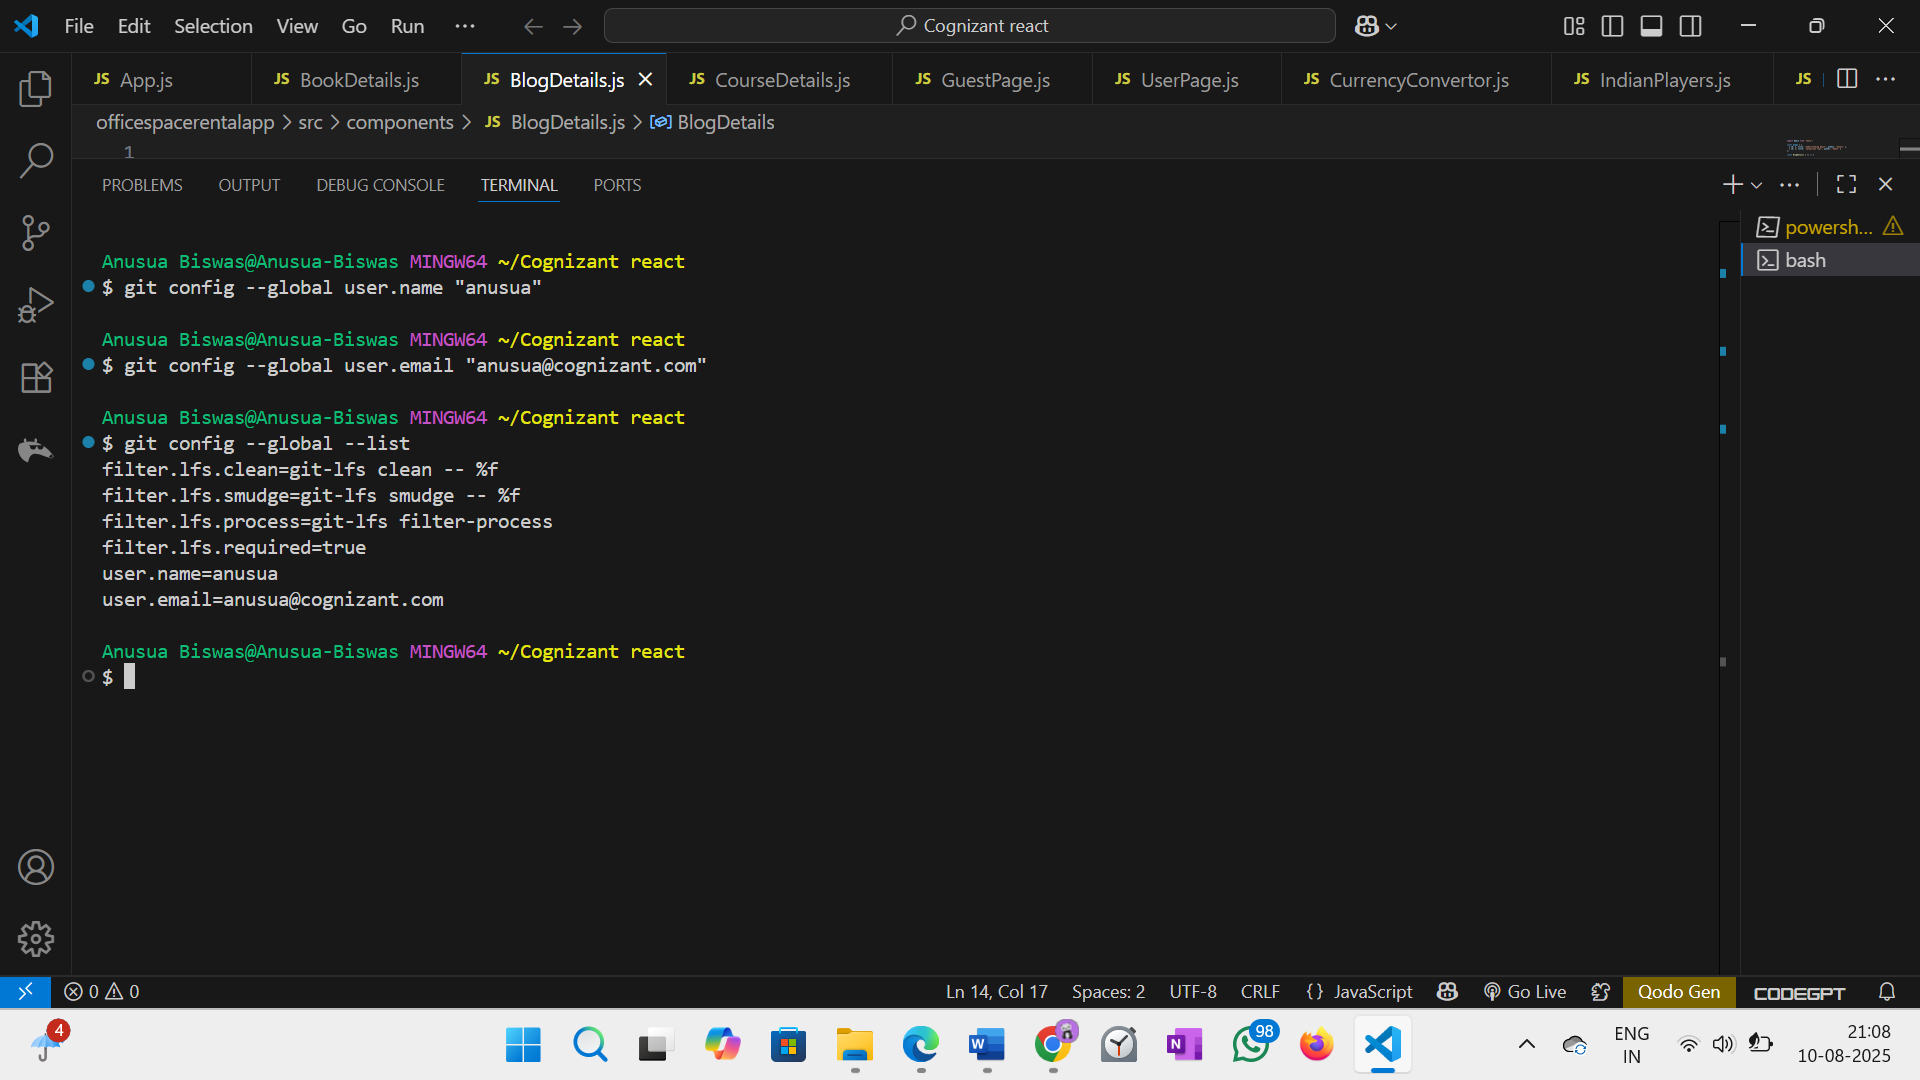 File Edit Selection View Go Run ···
Cognizant react
JS App.js JS BookDetails.js JS BlogDetails.js JS CourseDetails.js JS GuestPage.js JS UserPage.js JS CurrencyConvertor.js JS IndianPlayers.js JS
officespacerentalapp > src > components > JS BlogDetails.js > BlogDetails
1
PROBLEMS OUTPUT DEBUG CONSOLE TERMINAL PORTS
powersh...
bash
Anusua Biswas@Anusua-Biswas MINGW64 ~/Cognizant react
$ git config --global user.name "anusua"
Anusua Biswas@Anusua-Biswas MINGW64 ~/Cognizant react
$ git config --global user.email "anusua@cognizant.com"
Anusua Biswas@Anusua-Biswas MINGW64 ~/Cognizant react
$ git config --global --list
filter.lfs.clean=git-lfs clean -- %f
filter.lfs.smudge=git-lfs smudge -- %f
filter.lfs.process=git-lfs filter-process
filter.lfs.required=true
user.name=anusua
user.email=anusua@cognizant.com
Anusua Biswas@Anusua-Biswas MINGW64 ~/Cognizant react
$
0 0 Ln 14, Col 17 Spaces: 2 UTF-8 CRLF {} JavaScript Go Live Qodo Gen CODEGPT
4
98
ENG
IN
21:08
10-08-2025